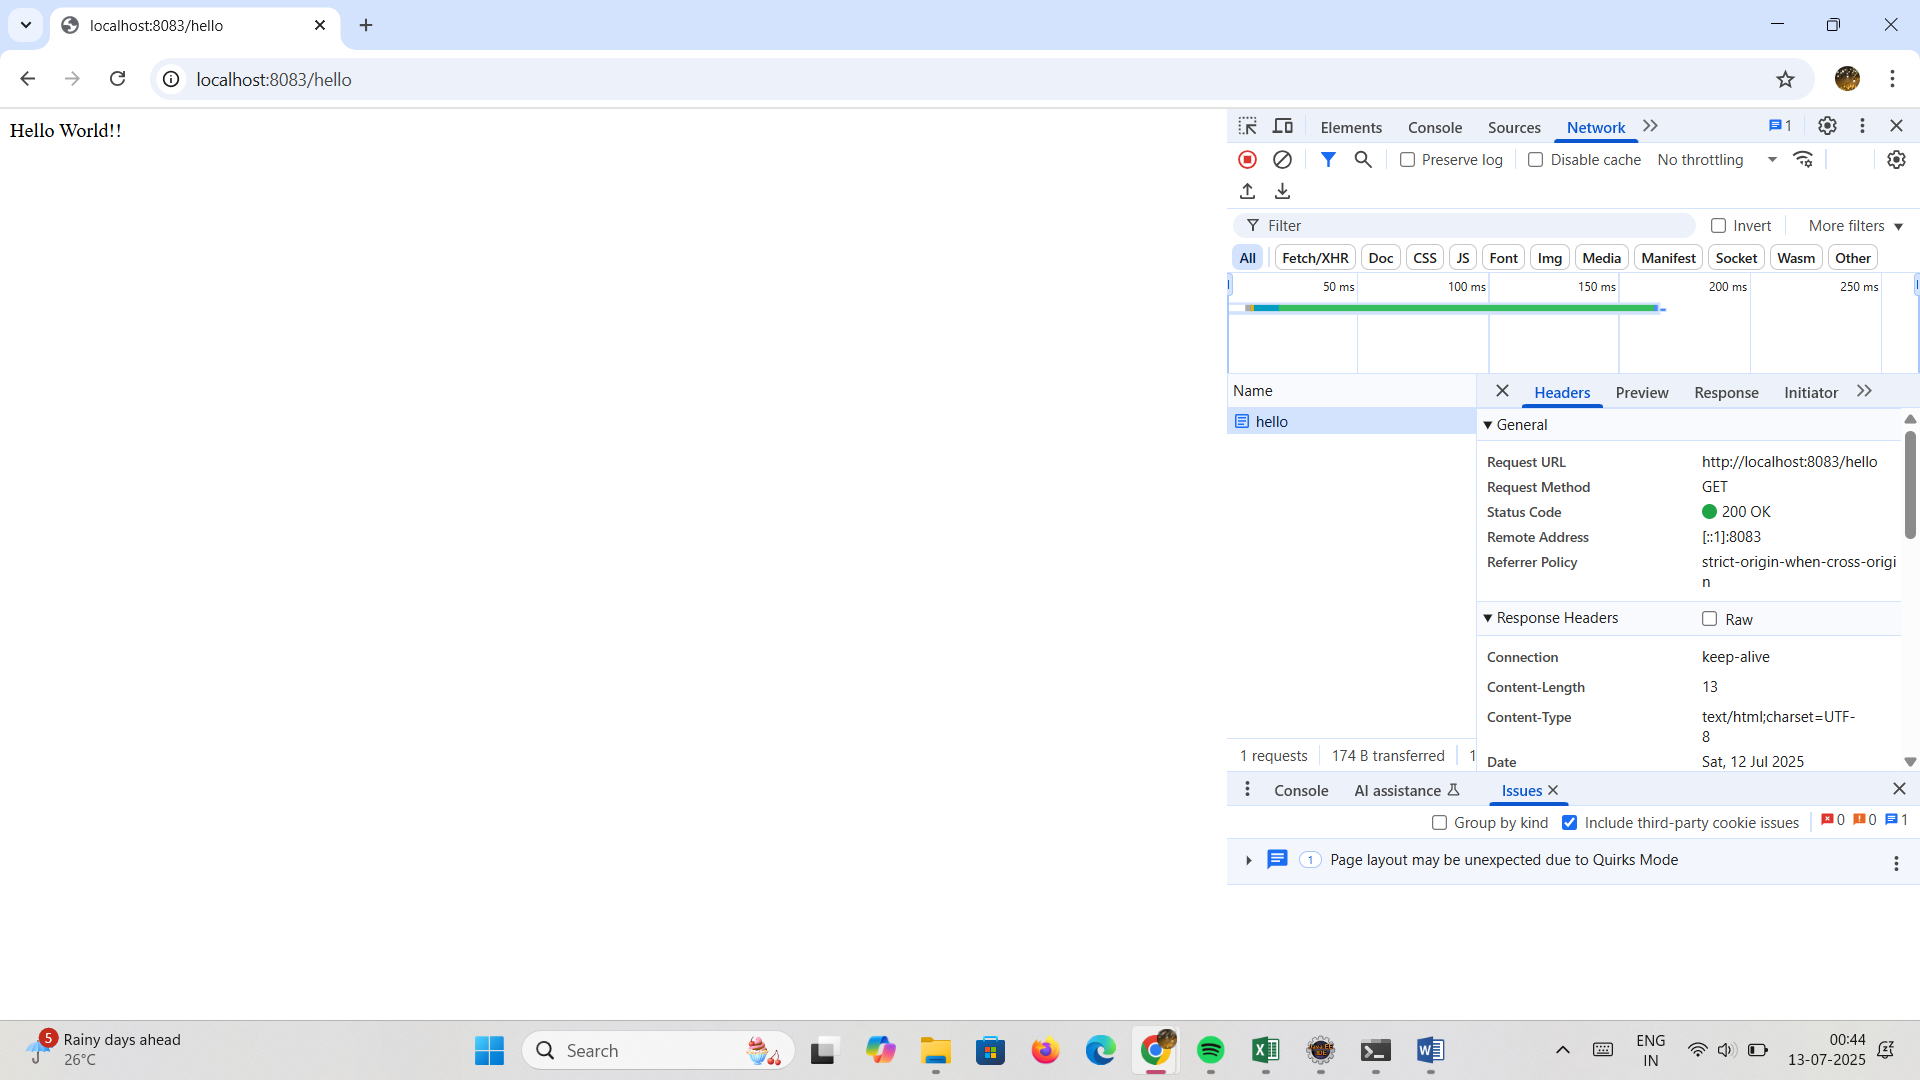 localhost:8083/hello
localhost:8083/hello
Hello World!!
Elements Console Sources Network 1
Preserve log Disable cache No throttling
Filter Invert More filters
All Fetch/XHR Doc CSS JS Font Img Media Manifest Socket Wasm Other
50 ms 100 ms 150 ms 200 ms 250 ms
Name
hello
1 requests 174 B transferred 1
Headers Preview Response Initiator
General
Request URL http://localhost:8083/hello
Request Method GET
Status Code 200 OK
Remote Address [::1]:8083
Referrer Policy strict-origin-when-cross-origi
n
Response Headers Raw
Connection keep-alive
Content-Length 13
Content-Type text/html;charset=UTF-
8
Date Sat, 12 Jul 2025
Console AI assistance Issues
Group by kind Include third-party cookie issues 0 0 1
1 Page layout may be unexpected due to Quirks Mode
5 Rainy days ahead
26°C
Search
ENG
IN
00:44
13-07-2025